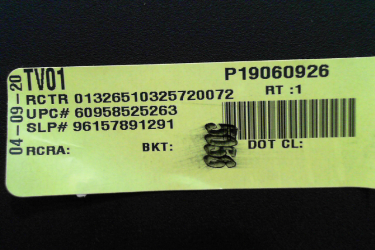 04-09-20
TV01
P19060926
RCTR 01326510325720072
RT :1
UPC# 60958525263
SLP# 96157891291
RCRA:
BKT:
DOT CL: